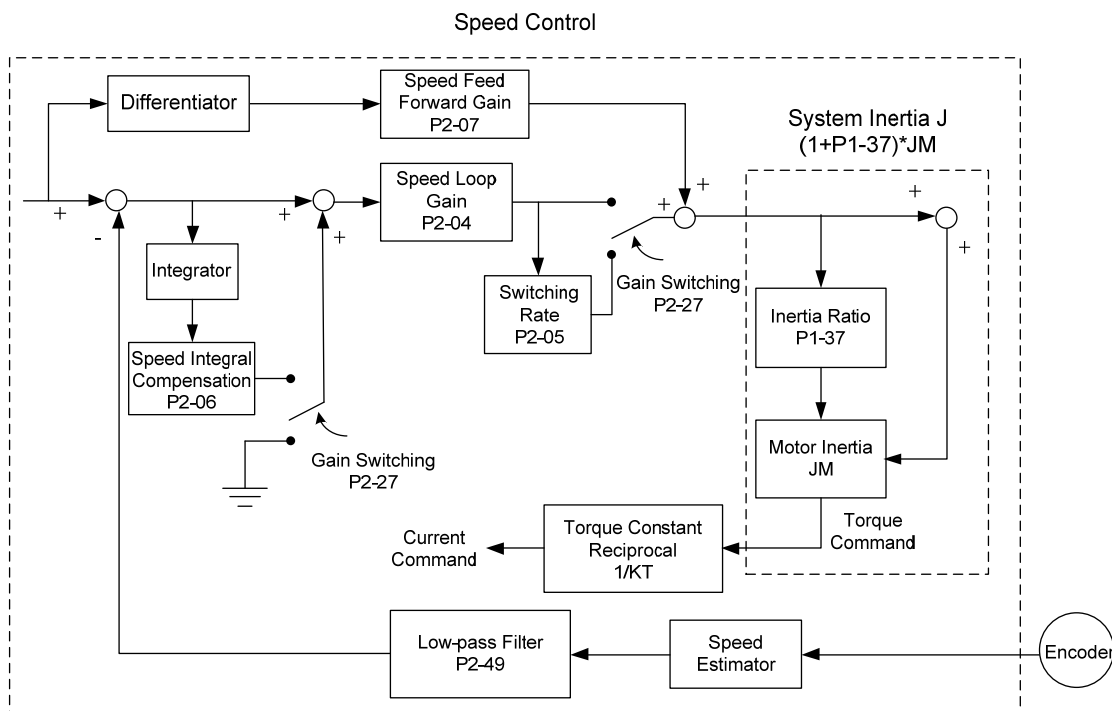 Speed Control
Differentiator
Speed Feed
Forward Gain
P2-07
System Inertia J
(1+P1-37)*JM
+
-
+
+
Speed Loop
Gain
P2-04
+
+
+
+
Integrator
Speed Integral
Compensation
P2-06
Gain Switching
P2-27
Switching
Rate
P2-05
Gain Switching
P2-27
Inertia Ratio
P1-37
Motor Inertia
JM
Current
Command
Torque Constant
Reciprocal
1/KT
Torque
Command
Low-pass Filter
P2-49
Speed
Estimator
Encoder